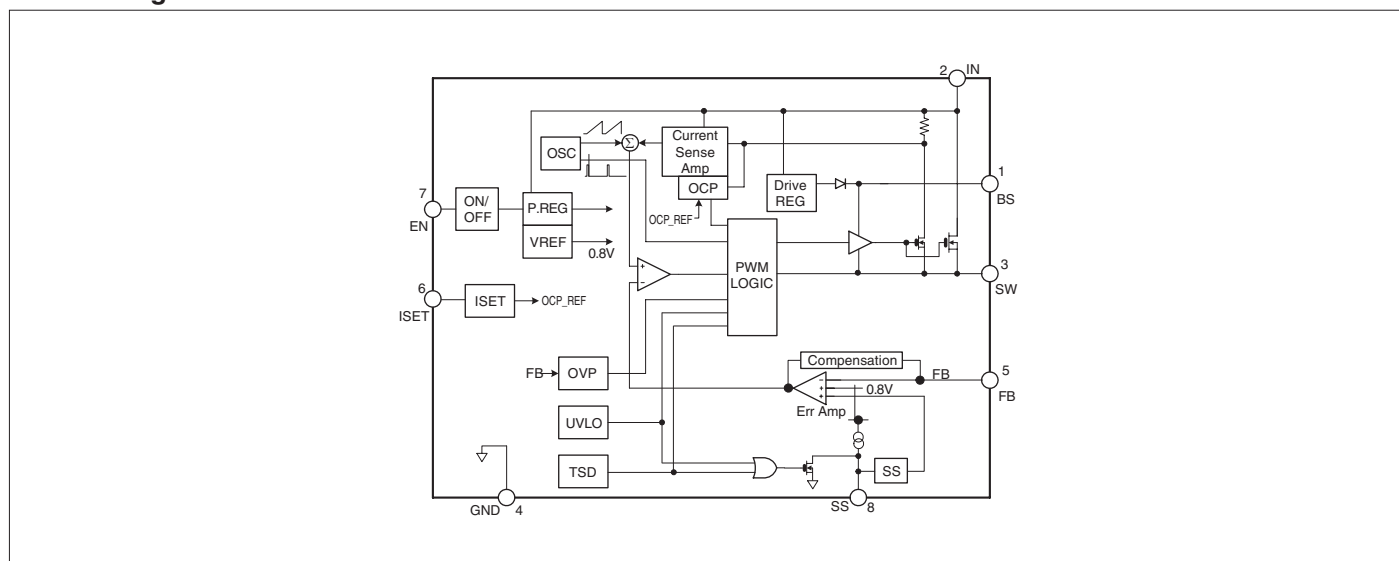 2 IN
OSC
Σ
Current
Sense
Amp
OCP
OCP_REF
Drive
REG
1
BS
7
EN
ON/
OFF
P.REG
VREF
0.8V
+
−
PWM
LOGIC
3
SW
6
ISET
ISET
OCP_REF
Compensation
FB
5
FB
FB
OVP
−
+
+
0.8V
Err Amp
UVLO
TSD
SS
GND 4
SS 8